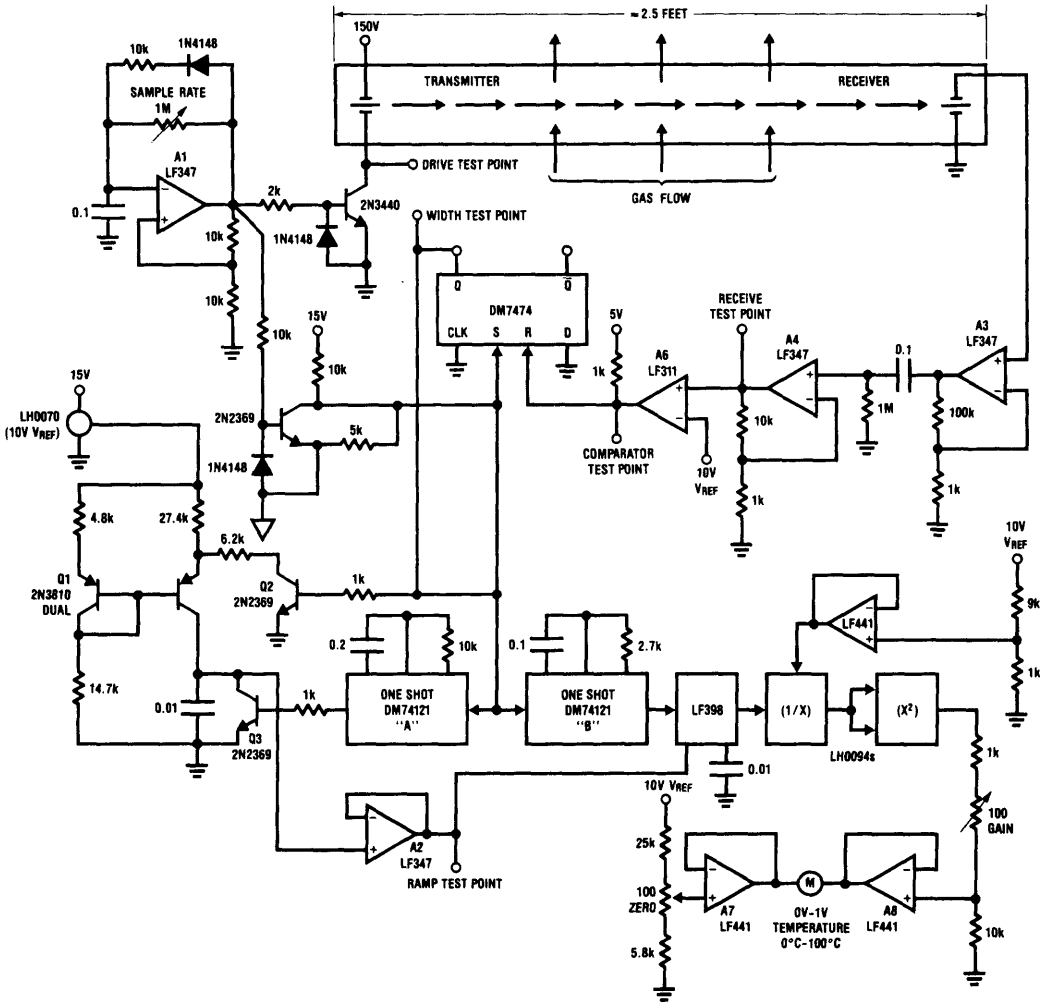 ≈ 2.5 FEET
150V
TRANSMITTER
RECEIVER
GAS FLOW
DRIVE TEST POINT
10k
1N4148
SAMPLE RATE
1M
A1
LF347
0.1
−
+
10k
10k
2k
2N3440
1N4148
WIDTH TEST POINT
Q
Q̅
DM7474
CLK
S
R
D
10k
15V
10k
2N2369
5k
1N4148
5V
1k
A6
LF311
+
−
COMPARATOR
TEST POINT
10V
VREF
RECEIVE
TEST POINT
A4
LF347
+
−
10k
1k
0.1
1M
A3
LF347
+
−
100k
1k
15V
LH0070
(10V VREF)
4.8k
27.4k
6.2k
Q1
2N3810
DUAL
Q2
2N2369
1k
14.7k
0.01
Q3
2N2369
1k
0.2
10k
ONE SHOT
DM74121
"A"
0.1
2.7k
ONE SHOT
DM74121
"B"
LF398
0.01
LF441
−
+
10V
VREF
9k
1k
(1/X)
(X²)
LH0094s
1k
100
GAIN
10k
−
+
A2
LF347
RAMP TEST POINT
10V VREF
25k
100
ZERO
5.8k
−
+
A7
LF441
M
0V-1V
TEMPERATURE
0°C-100°C
−
+
A8
LF441